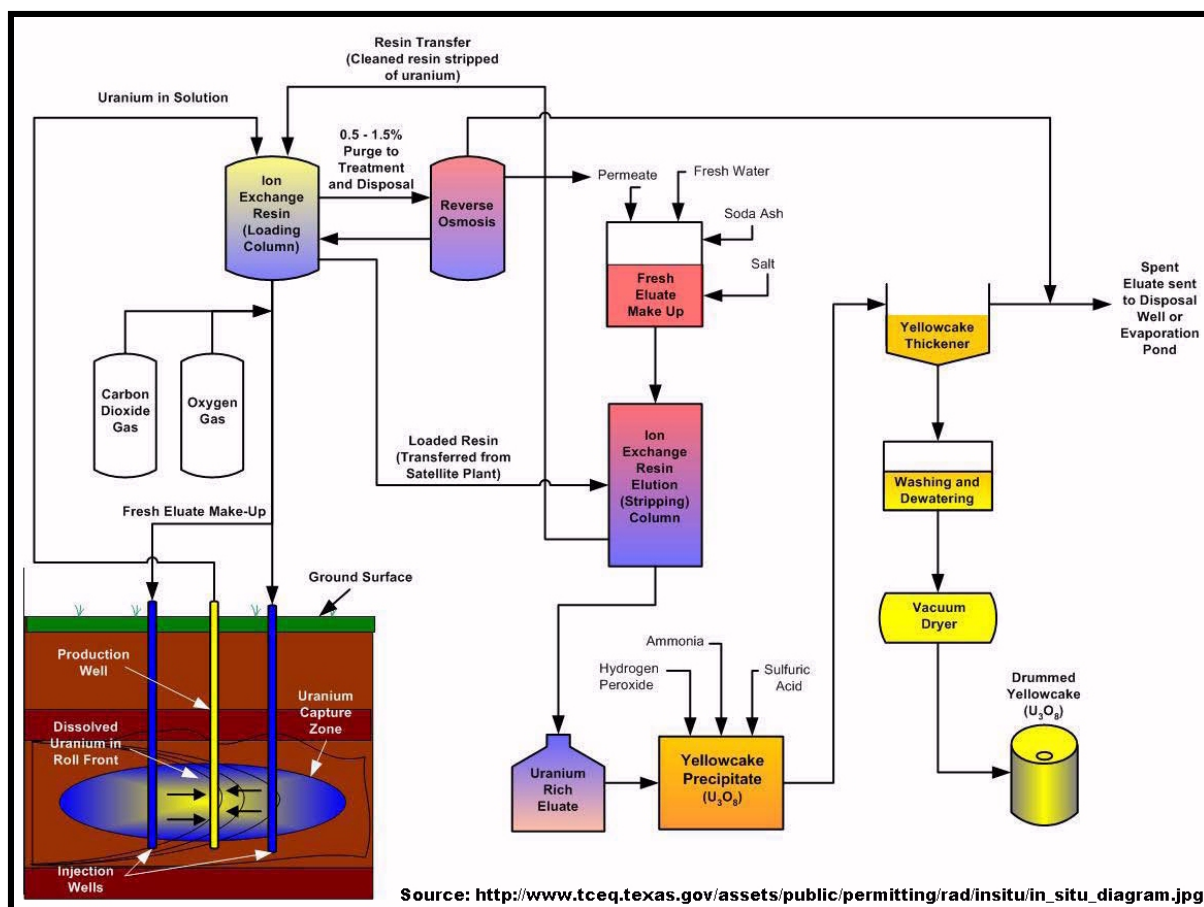 Resin Transfer
(Cleaned resin stripped
of uranium)
Uranium in Solution
0.5 - 1.5%
Purge to
Treatment
and Disposal
Ion
Exchange
Resin
(Loading
Column)
Reverse
Osmosis
Permeate
Fresh Water
Soda Ash
Salt
Fresh
Eluate
Make Up
Spent
Eluate sent
to Disposal
Well or
Evaporation
Pond
Yellowcake
Thickener
Carbon
Dioxide
Gas
Oxygen
Gas
Loaded Resin
(Transferred from
Satellite Plant)
Ion
Exchange
Resin
Elution
(Stripping)
Column
Washing and
Dewatering
Fresh Eluate Make-Up
Ground Surface
Vacuum
Dryer
Production
Well
Uranium
Capture
Zone
Dissolved
Uranium in
Roll Front
Injection
Wells
Ammonia
Hydrogen
Peroxide
Sulfuric
Acid
Drummed
Yellowcake
(U₃O₈)
Uranium
Rich
Eluate
Yellowcake
Precipitate
(U₃O₈)
Source: http://www.tceq.texas.gov/assets/public/permitting/rad/insitu/in_situ_diagram.jpg